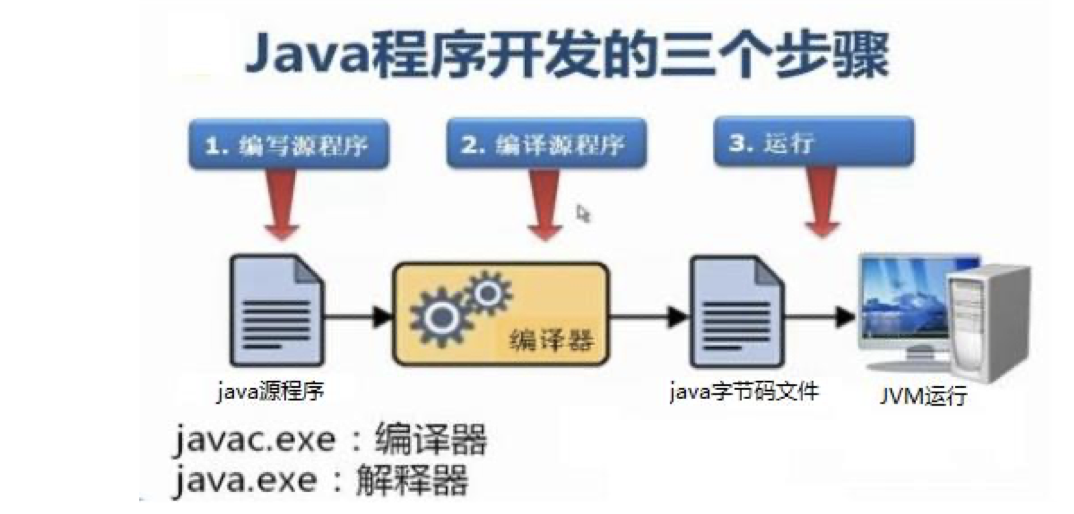 Java程序开发的三个步骤
1. 编写源程序
2. 编译源程序
3. 运行
编译器
java源程序
java字节码文件
JVM运行
javac.exe：编译器
java.exe：解释器